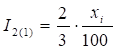 I₂₍₁₎ = 2/3 · xᵢ/100